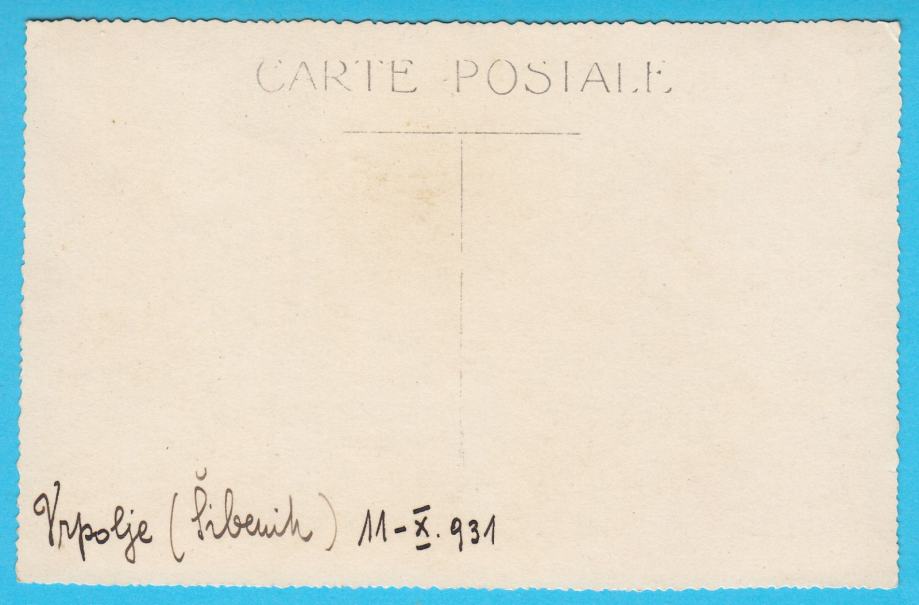 CARTE POSTALE
Vrpolje (Šibenik) 11-X.931